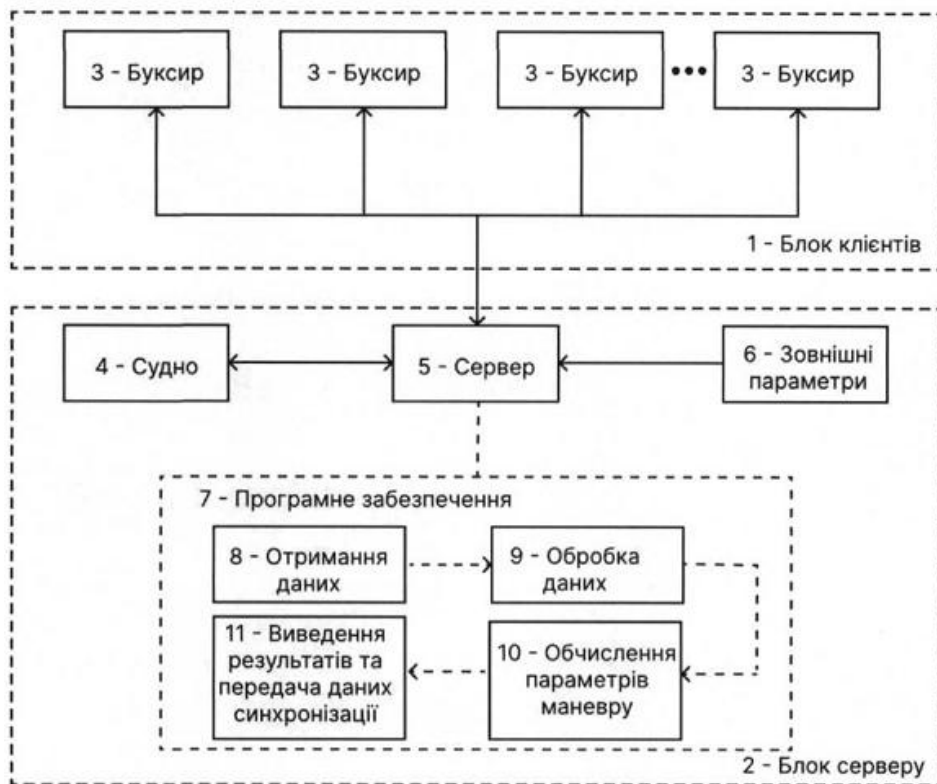 3 - Буксир
3 - Буксир
3 - Буксир
•••
3 - Буксир
1 - Блок клієнтів
4 - Судно
5 - Сервер
6 - Зовнішні
параметри
7 - Програмне забезпечення
8 - Отримання
даних
9 - Обробка
даних
11 - Виведення
результатів та
передача даних
синхронізації
10 - Обчислення
параметрів
маневру
2 - Блок серверу